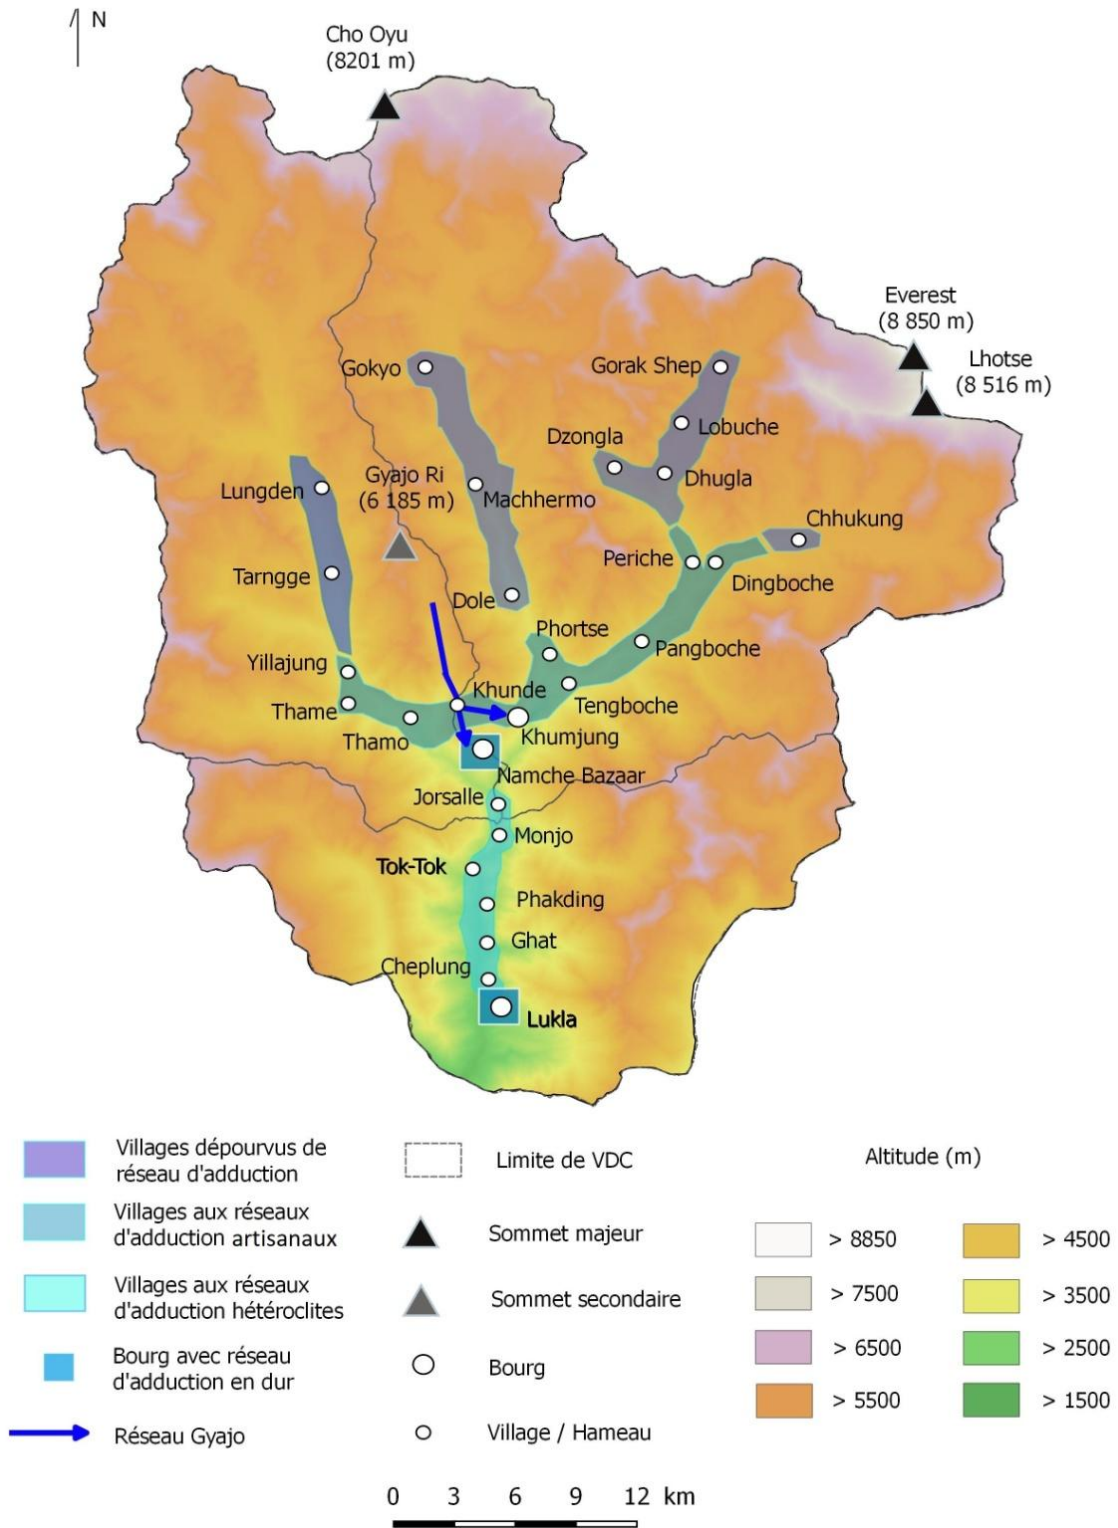 N
Cho Oyu
(8201 m)
Everest
(8 850 m)
Lhotse
(8 516 m)
Gokyo
Gorak Shep
Lobuche
Dzongla
Dhugla
Gyajo Ri
(6 185 m)
Lungden
Machhermo
Chhukung
Periche
Dingboche
Tarngge
Dole
Phortse
Pangboche
Yillajung
Khunde
Tengboche
Thame
Thamo
Khumjung
Namche Bazaar
Jorsalle
Monjo
Tok-Tok
Phakding
Ghat
Cheplung
Lukla
Villages dépourvus de
réseau d'adduction
Villages aux réseaux
d'adduction artisanaux
Villages aux réseaux
d'adduction hétéroclites
Bourg avec réseau
d'adduction en dur
Réseau Gyajo
Limite de VDC
Sommet majeur
Sommet secondaire
Bourg
Village / Hameau
Altitude (m)
> 8850
> 7500
> 6500
> 5500
> 4500
> 3500
> 2500
> 1500
0 3 6 9 12 km